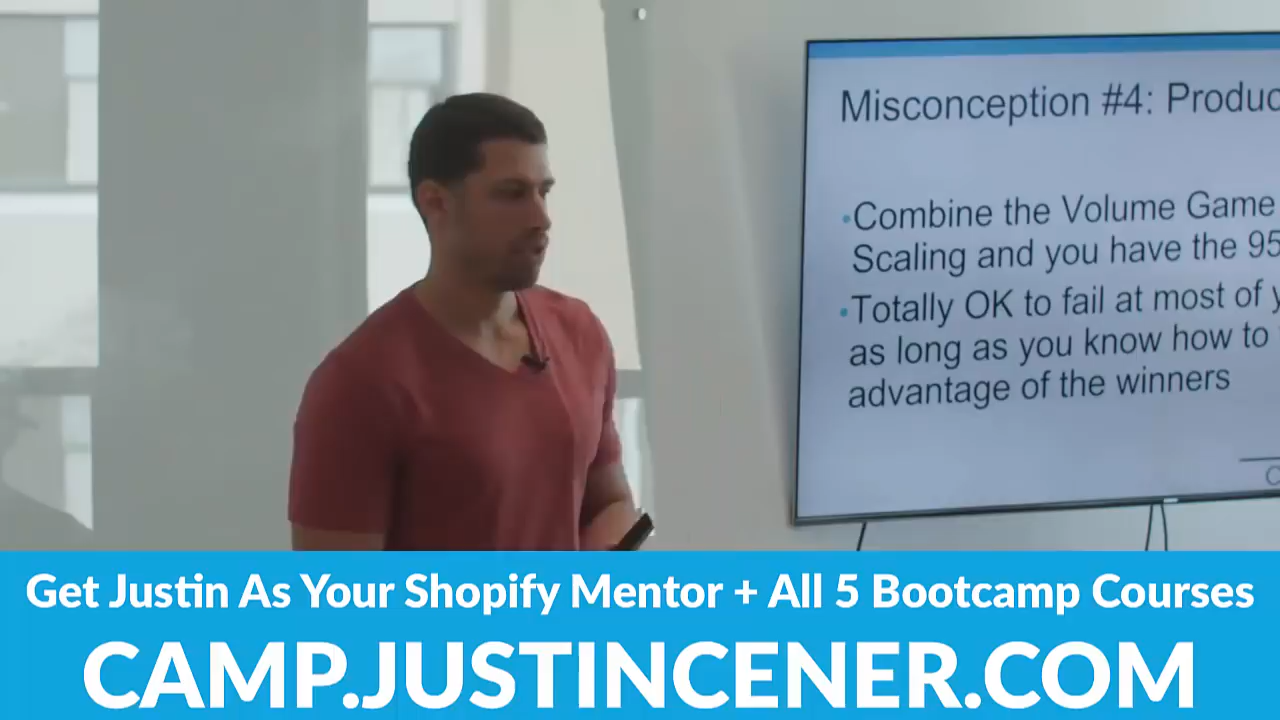 Misconception #4:
•Combine the Volume Game
Scaling and you have the
•Totally OK to fail at most of
as long as you know how to
advantage of the winners
Get Justin As Your Shopify Mentor + All 5 Bootcamp Courses
CAMP.JUSTINCENER.COM